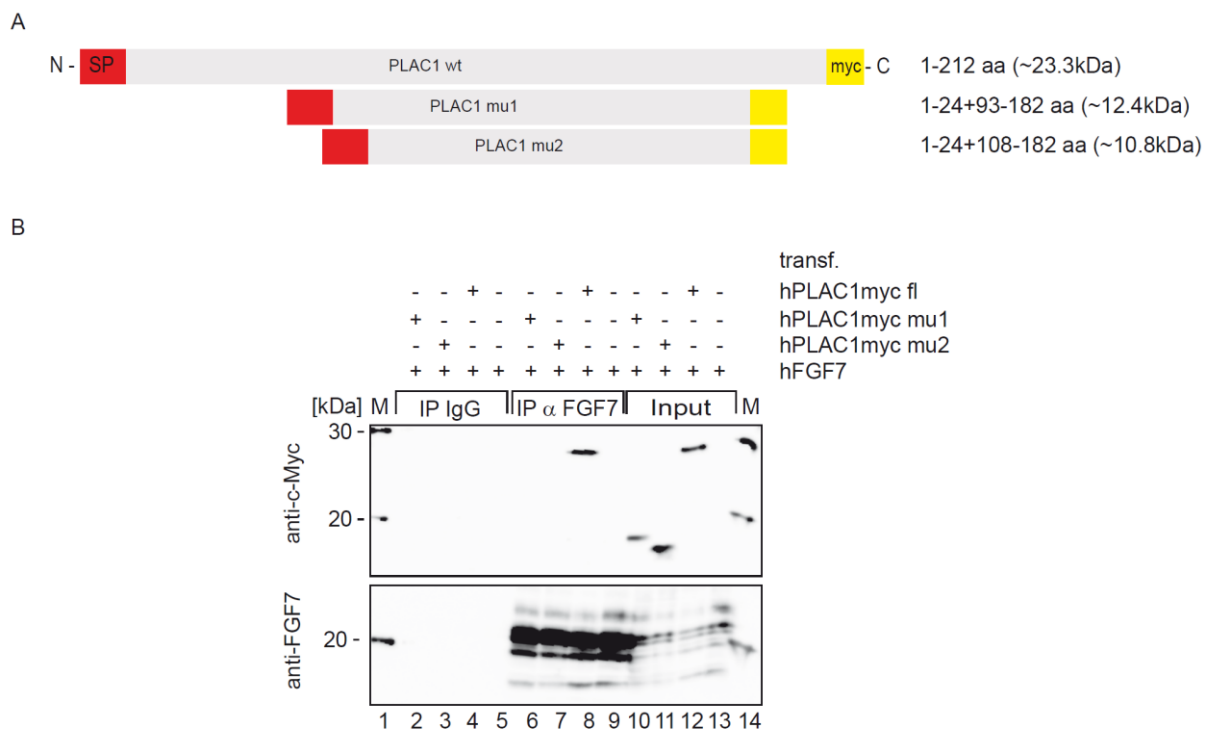 A
N - SP PLAC1 wt myc - C 1-212 aa (~23.3kDa)
PLAC1 mu1 1-24+93-182 aa (~12.4kDa)
PLAC1 mu2 1-24+108-182 aa (~10.8kDa)
B
transf.
- - + - - - + - - - + - hPLAC1myc fl
+ - - - + - - - + - - - hPLAC1myc mu1
- + - - - + - - - + - - hPLAC1myc mu2
+ + + + + + + + + + + + hFGF7
[kDa] M IP IgG IP α FGF7 Input M
30 -
20 -
anti-c-Myc
20 -
anti-FGF7
1 2 3 4 5 6 7 8 9 10 11 12 13 14